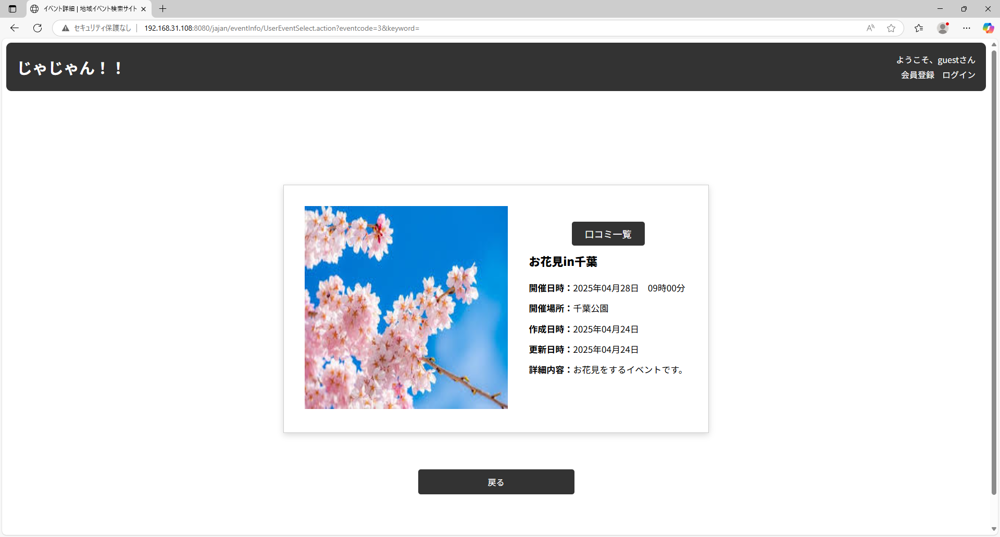 イベント詳細 | 地域イベント検索サイト
セキュリティ保護なし
192.168.31.108:8080/jajan/eventInfo/UserEventSelect.action?eventcode=3&keyword=
じゃじゃん！！
ようこそ、guestさん
会員登録 ログイン
口コミ一覧
お花見in千葉
開催日時：2025年04月28日　09時00分
開催場所：千葉公園
作成日時：2025年04月24日
更新日時：2025年04月24日
詳細内容：お花見をするイベントです。
戻る